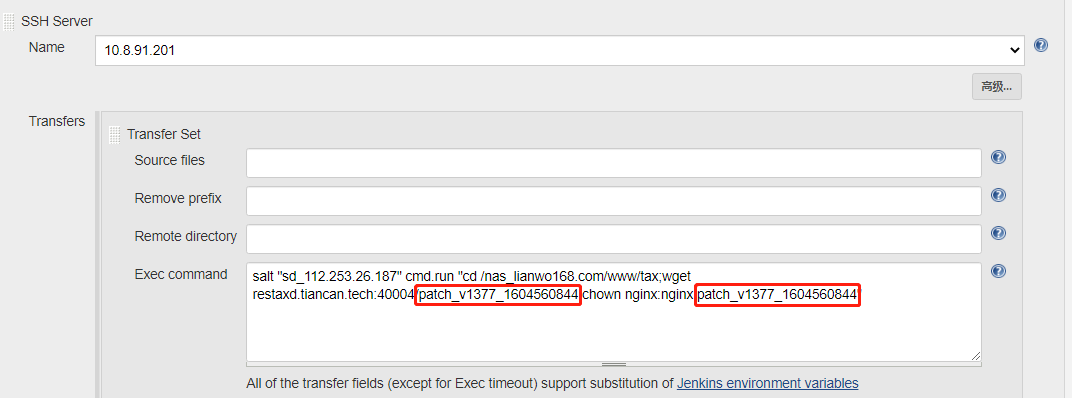 SSH Server
Name
10.8.91.201
高级...
Transfers
Transfer Set
Source files
Remove prefix
Remote directory
Exec command
salt "sd_112.253.26.187" cmd.run "cd /nas_lianwo168.com/www/tax;wget
restaxd.tiancan.tech:40004/patch_v1377_1604560844;chown nginx:nginx patch_v1377_1604560844"
All of the transfer fields (except for Exec timeout) support substitution of Jenkins environment variables